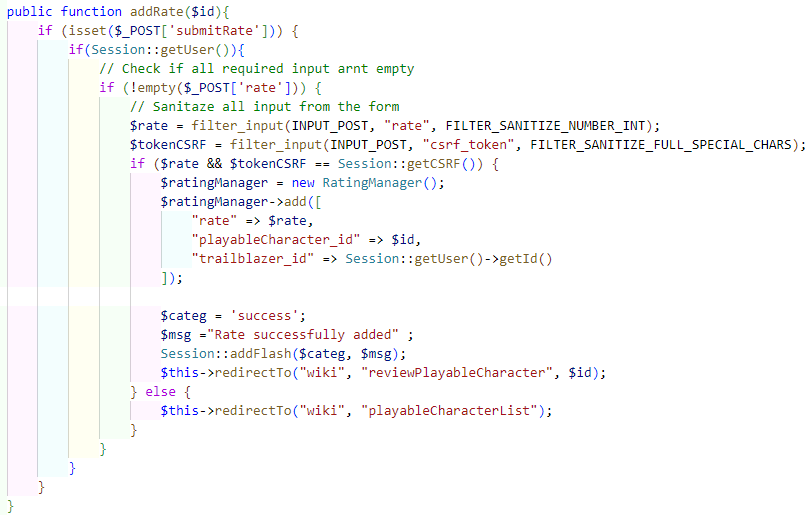 public function addRate($id){
    if (isset($_POST['submitRate'])) {
        if(Session::getUser()){
            // Check if all required input arnt empty
            if (!empty($_POST['rate'])) {
                // Sanitaze all input from the form
                $rate = filter_input(INPUT_POST, "rate", FILTER_SANITIZE_NUMBER_INT);
                $tokenCSRF = filter_input(INPUT_POST, "csrf_token", FILTER_SANITIZE_FULL_SPECIAL_CHARS);
                if ($rate && $tokenCSRF == Session::getCSRF()) {
                    $ratingManager = new RatingManager();
                    $ratingManager->add([
                        "rate" => $rate,
                        "playableCharacter_id" => $id,
                        "trailblazer_id" => Session::getUser()->getId()
                    ]);

                    $categ = 'success';
                    $msg ="Rate successfully added" ;
                    Session::addFlash($categ, $msg);
                    $this->redirectTo("wiki", "reviewPlayableCharacter", $id);
                } else {
                    $this->redirectTo("wiki", "playableCharacterList");
                }
            }
        }
    }
}